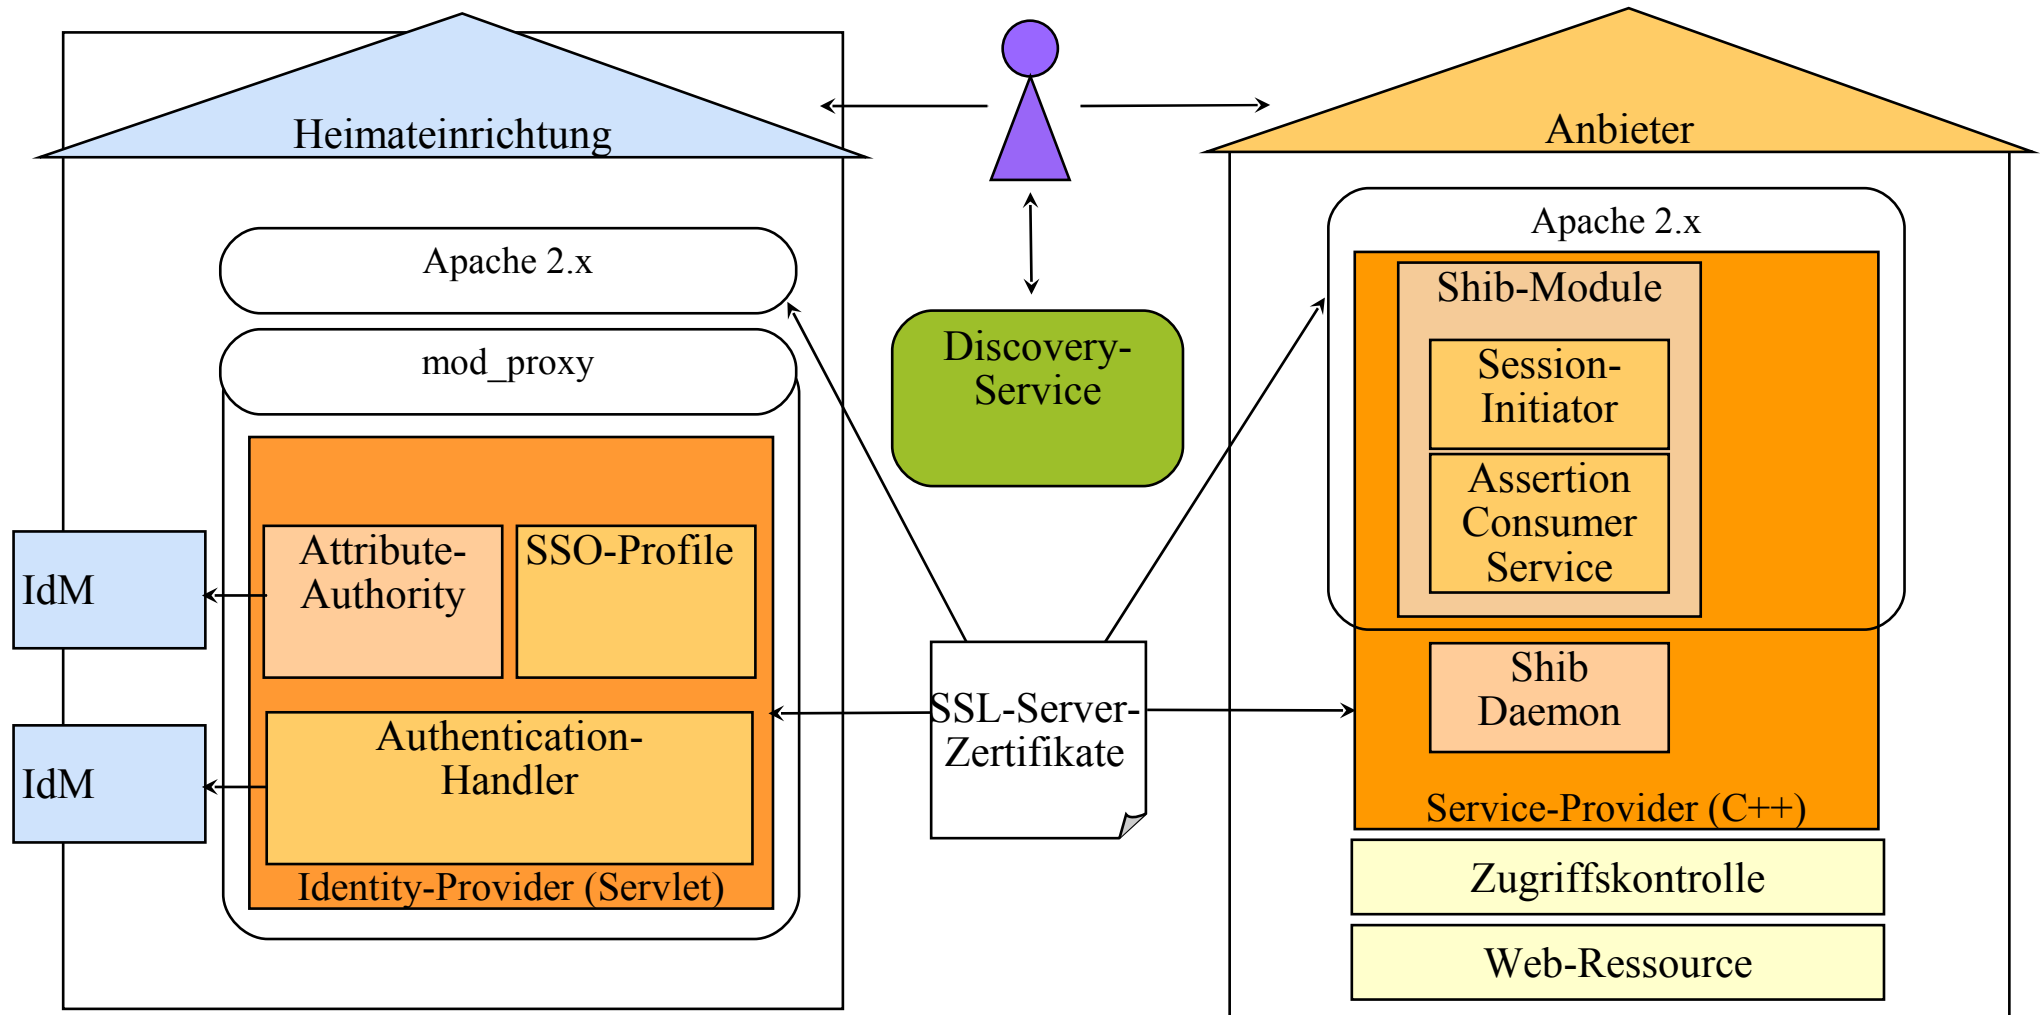 Heimateinrichtung
Apache 2.x
mod_proxy
Attribute-
Authority
SSO-Profile
IdM
Authentication-
Handler
IdM
Identity-Provider (Servlet)
Discovery-
Service
SSL-Server-
Zertifikate
Anbieter
Apache 2.x
Shib-Module
Session-
Initiator
Assertion
Consumer
Service
Shib
Daemon
Service-Provider (C++)
Zugriffskontrolle
Web-Ressource